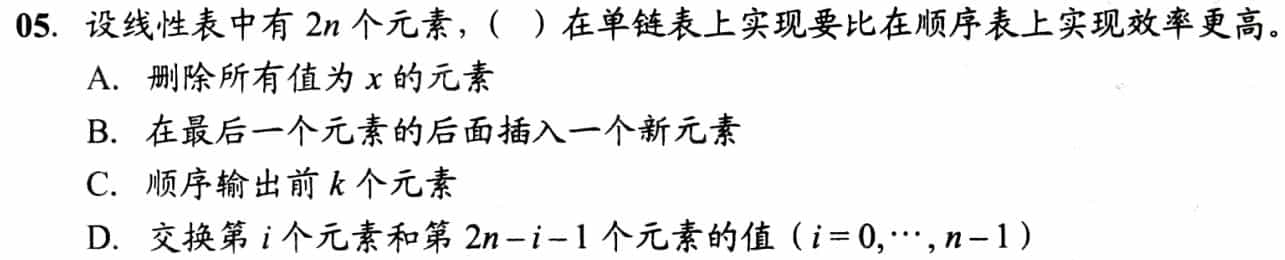 05. 设线性表中有 2n 个元素，（ ）在单链表上实现要比在顺序表上实现效率更高。
A. 删除所有值为 x 的元素
B. 在最后一个元素的后面插入一个新元素
C. 顺序输出前 k 个元素
D. 交换第 i 个元素和第 2n－i－1 个元素的值（i＝0,⋯, n－1）